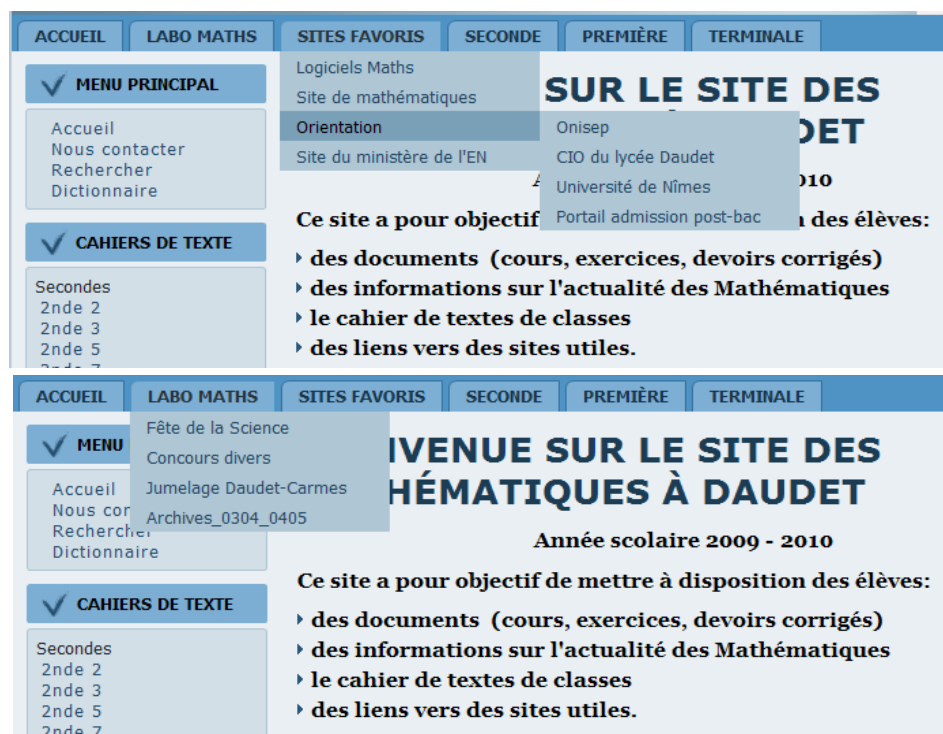 ACCUEIL LABO MATHS SITES FAVORIS SECONDE PREMIÈRE TERMINALE
MENU PRINCIPAL
Accueil
Nous contacter
Rechercher
Dictionnaire
CAHIERS DE TEXTE
Secondes
2nde 2
2nde 3
2nde 5
2nde 7
Logiciels Maths
Site de mathématiques
Orientation
Site du ministère de l'EN
Onisep
CIO du lycée Daudet
Université de Nîmes
Portail admission post-bac
SUR LE SITE DES
DET
010
Ce site a pour objectif n des élèves:
des documents (cours, exercices, devoirs corrigés)
des informations sur l'actualité des Mathématiques
le cahier de textes de classes
des liens vers des sites utiles.
ACCUEIL LABO MATHS SITES FAVORIS SECONDE PREMIÈRE TERMINALE
MENU
Accueil
Nous con
Rechercher
Dictionnaire
CAHIERS DE TEXTE
Secondes
2nde 2
2nde 3
2nde 5
2nde 7
Fête de la Science
Concours divers
Jumelage Daudet-Carmes
Archives_0304_0405
VENUE SUR LE SITE DES
HÉMATIQUES À DAUDET
Année scolaire 2009 - 2010
Ce site a pour objectif de mettre à disposition des élèves:
des documents (cours, exercices, devoirs corrigés)
des informations sur l'actualité des Mathématiques
le cahier de textes de classes
des liens vers des sites utiles.